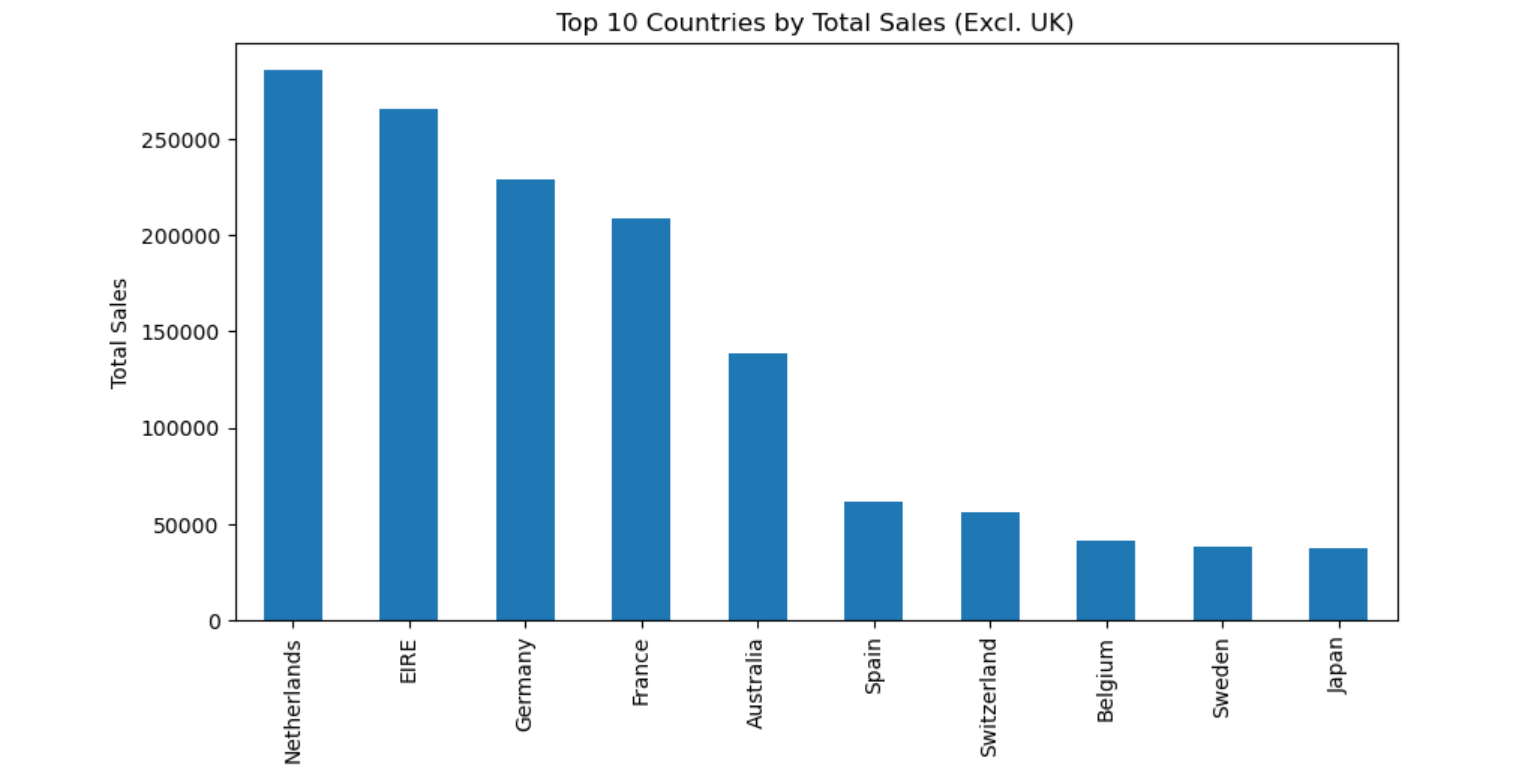 Top 10 Countries by Total Sales (Excl. UK)
Total Sales
250000
200000
150000
100000
50000
0
Netherlands
EIRE
Germany
France
Australia
Spain
Switzerland
Belgium
Sweden
Japan